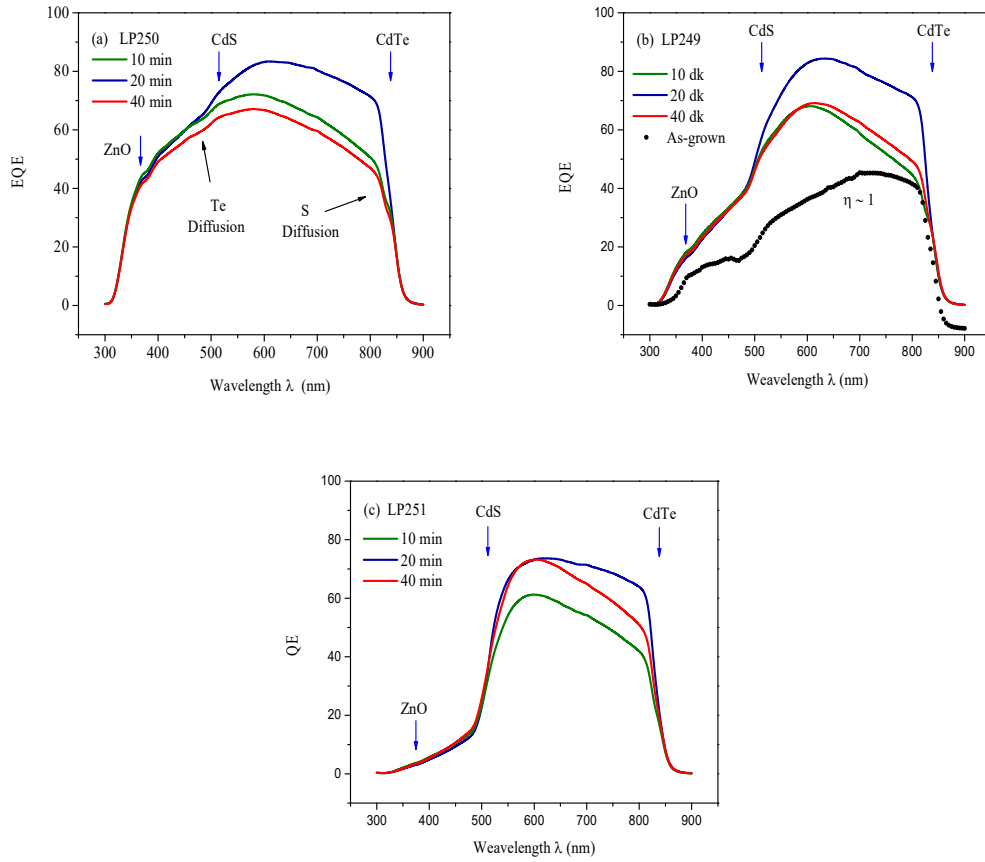 (a) LP250
10 min
20 min
40 min
CdS
CdTe
ZnO
Te
Diffusion
S
Diffusion
EQE
100
80
60
40
20
0
300 400 500 600 700 800 900
Wavelength λ (nm)
(b) LP249
10 dk
20 dk
40 dk
As-grown
CdS
CdTe
ZnO
η ~ 1
EQE
100
80
60
40
20
0
300 400 500 600 700 800 900
Weavelength λ (nm)
(c) LP251
10 min
20 min
40 min
CdS
CdTe
ZnO
QE
100
80
60
40
20
0
300 400 500 600 700 800 900
Weavelength λ (nm)